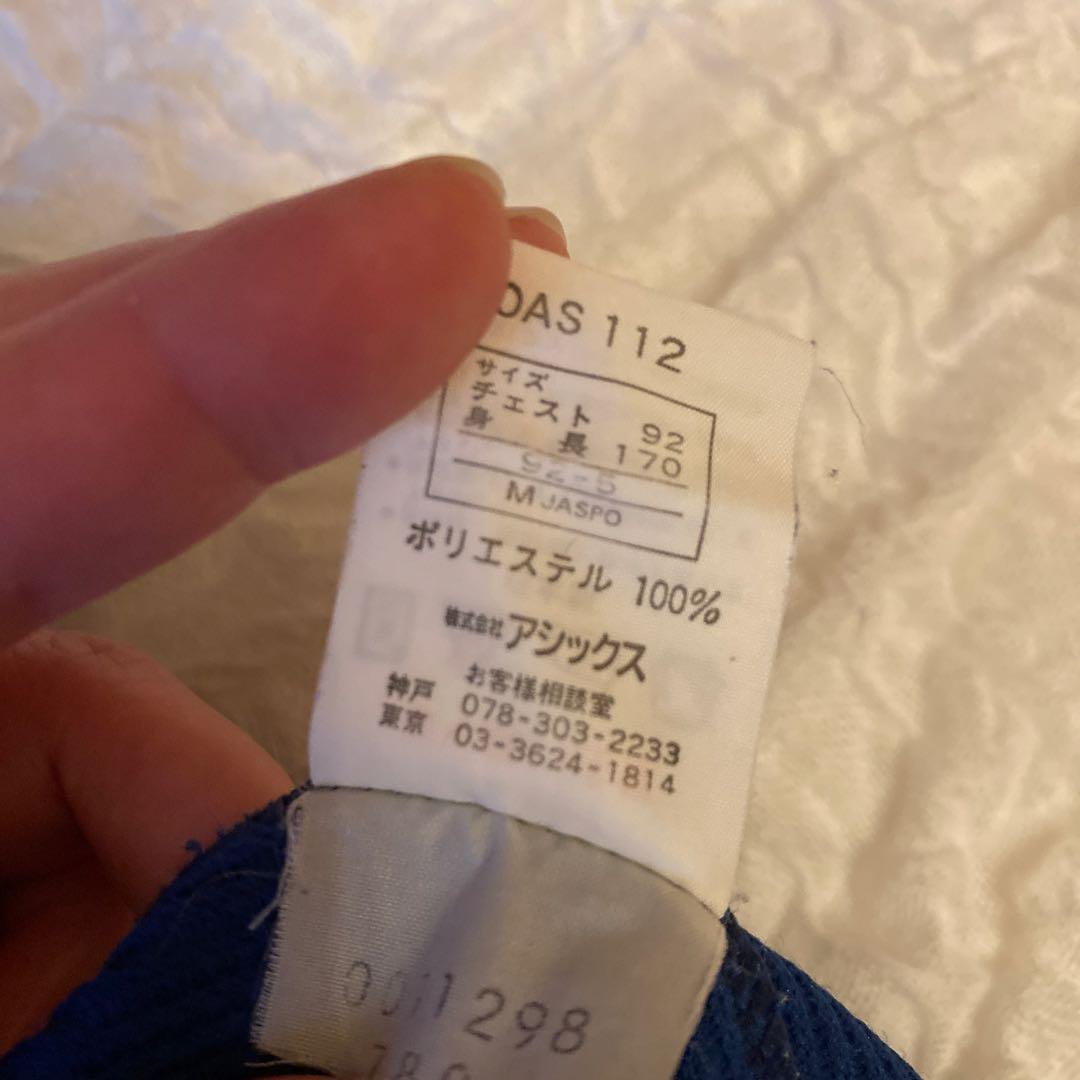 OAS 112
サイズ
チェスト 92
身 長 170
92-5
M JASPO
ポリエステル 100%
株式会社 アシックス
お客様相談室
神戸 078-303-2233
東京 03-3624-1814
0011298